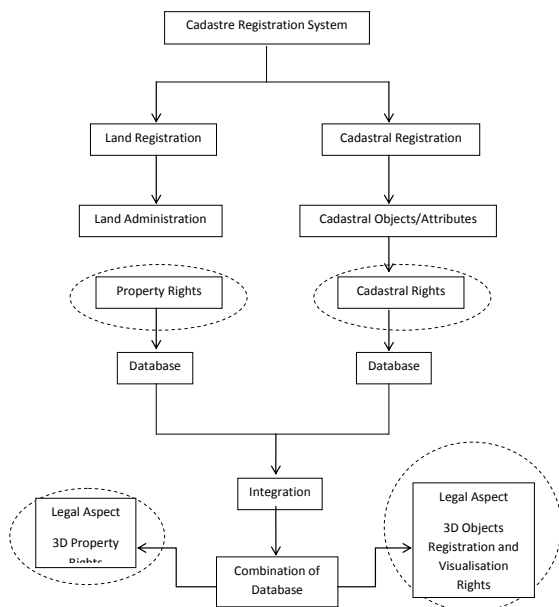 Cadastre Registration System
Land Registration
Cadastral Registration
Land Administration
Cadastral Objects/Attributes
Property Rights
Cadastral Rights
Database
Database
Integration
Legal Aspect
3D Property
Rights
Combination of
Database
Legal Aspect
3D Objects
Registration and
Visualisation
Rights